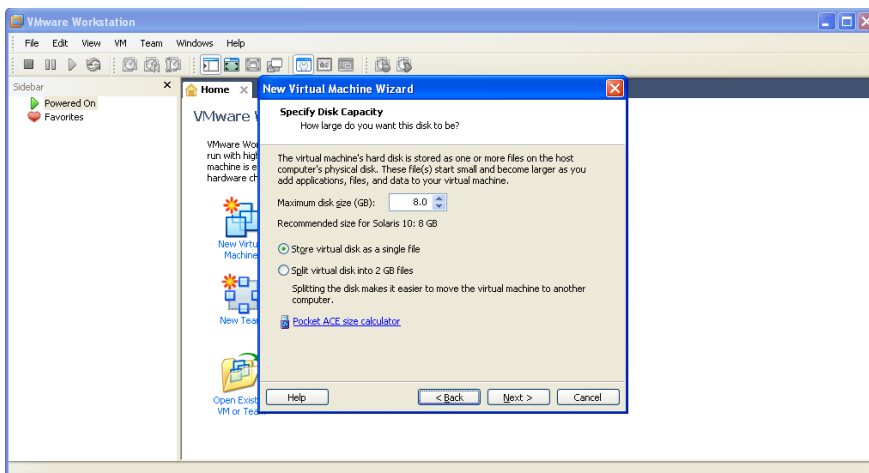 VMware Workstation
File Edit View VM Team Windows Help
Sidebar
Powered On
Favorites
Home
VMware
VMware Wor
run with high
machine is e
hardware ch
New Virtu
Machine
New Tea
Open Exist
VM or Tea
New Virtual Machine Wizard
Specify Disk Capacity
How large do you want this disk to be?
The virtual machine's hard disk is stored as one or more files on the host
computer's physical disk. These file(s) start small and become larger as you
add applications, files, and data to your virtual machine.
Maximum disk size (GB): 8.0
Recommended size for Solaris 10: 8 GB
Store virtual disk as a single file
Split virtual disk into 2 GB files
Splitting the disk makes it easier to move the virtual machine to another
computer.
Pocket ACE size calculator
Help < Back Next > Cancel